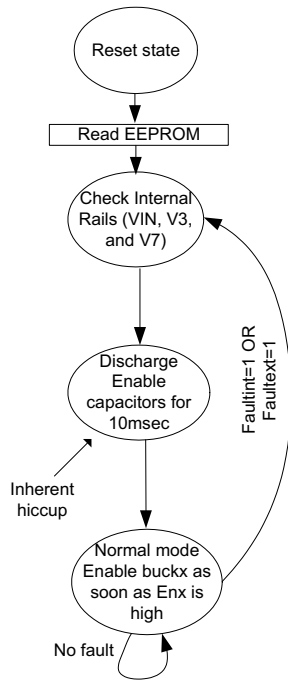 Reset state
Read EEPROM
Check Internal
Rails (VIN, V3,
and V7)
Faultint=1 OR
Faultext=1
Discharge
Enable
capacitors for
10msec
Inherent
hiccup
Normal mode
Enable buckx as
soon as Enx is
high
No fault